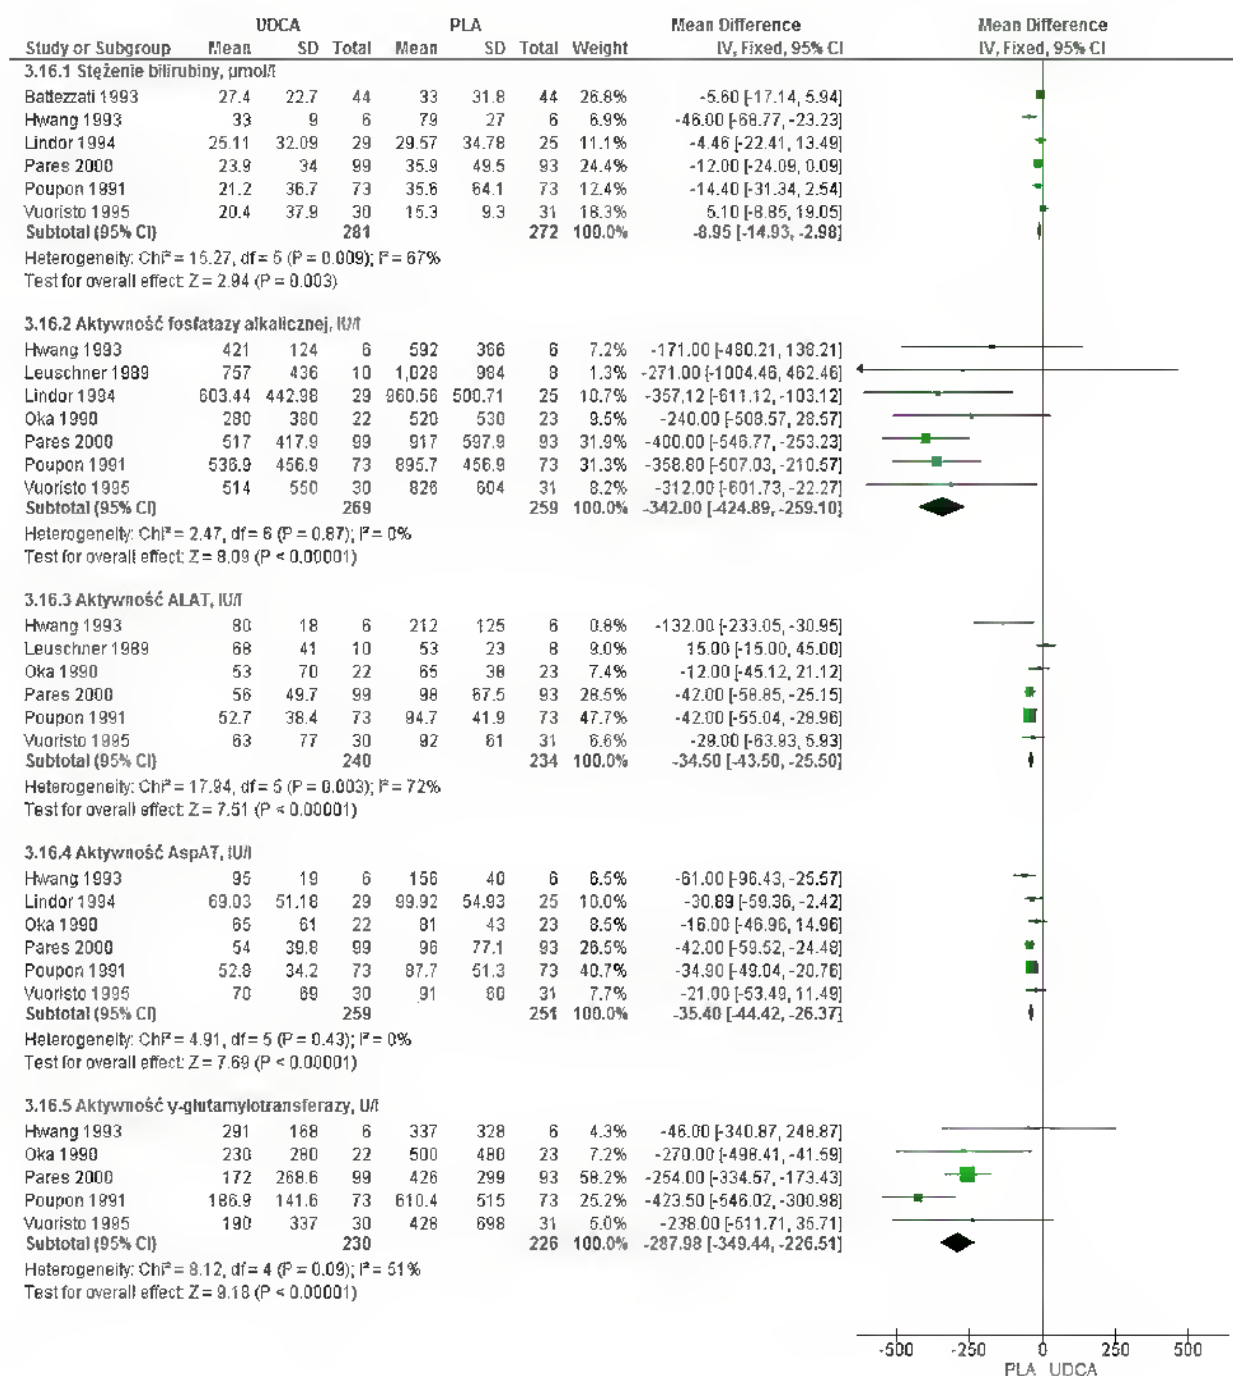 UDCA PLA Mean Difference Mean Difference
Study or Subgroup Mean SD Total Mean SD Total Weight IV, Fixed, 95% CI IV, Fixed, 95% CI
3.16.1 Stężenie bilirubiny, µmol/l
Battezzati 1993 27.4 22.7 44 33 31.8 44 26.8% -5.60 [-17.14, 5.94]
Hwang 1993 33 9 6 79 27 6 6.9% -46.00 [-68.77, -23.23]
Lindor 1994 25.11 32.09 29 29.57 34.78 25 11.1% -4.46 [-22.41, 13.49]
Pares 2000 23.9 34 99 35.9 49.5 93 24.4% -12.00 [-24.09, 0.09]
Poupon 1991 21.2 36.7 73 35.6 64.1 73 12.4% -14.40 [-31.34, 2.54]
Vuoristo 1995 20.4 37.9 30 15.3 9.3 31 18.3% 5.10 [-8.85, 19.05]
Subtotal (95% CI) 281 272 100.0% -8.95 [-14.93, -2.98]
Heterogeneity: Chi² = 15.27, df = 5 (P = 0.009); I² = 67%
Test for overall effect: Z = 2.94 (P = 0.003)
3.16.2 Aktywność fosfatazy alkalicznej, IU/l
Hwang 1993 421 124 6 592 366 6 7.2% -171.00 [-480.21, 138.21]
Leuschner 1989 757 436 10 1,028 984 8 1.3% -271.00 [-1004.46, 462.46]
Lindor 1994 603.44 442.98 29 960.56 500.71 25 10.7% -357.12 [-611.12, -103.12]
Oka 1990 280 380 22 520 530 23 9.5% -240.00 [-508.57, 28.57]
Pares 2000 517 417.9 99 917 597.9 93 31.9% -400.00 [-546.77, -253.23]
Poupon 1991 536.9 456.9 73 895.7 456.9 73 31.3% -358.80 [-507.03, -210.57]
Vuoristo 1995 514 550 30 826 604 31 8.2% -312.00 [-601.73, -22.27]
Subtotal (95% CI) 269 259 100.0% -342.00 [-424.89, -259.10]
Heterogeneity: Chi² = 2.47, df = 6 (P = 0.87); I² = 0%
Test for overall effect: Z = 8.09 (P < 0.00001)
3.16.3 Aktywność ALAT, IU/l
Hwang 1993 80 18 6 212 125 6 0.8% -132.00 [-233.05, -30.95]
Leuschner 1989 68 41 10 53 23 8 9.0% 15.00 [-15.00, 45.00]
Oka 1990 53 70 22 65 38 23 7.4% -12.00 [-45.12, 21.12]
Pares 2000 56 49.7 99 98 67.5 93 28.5% -42.00 [-58.85, -25.15]
Poupon 1991 52.7 38.4 73 94.7 41.9 73 47.7% -42.00 [-55.04, -28.96]
Vuoristo 1995 63 77 30 92 61 31 6.6% -29.00 [-63.93, 5.93]
Subtotal (95% CI) 240 234 100.0% -34.50 [-43.50, -25.50]
Heterogeneity: Chi² = 17.94, df = 5 (P = 0.003); I² = 72%
Test for overall effect: Z = 7.51 (P < 0.00001)
3.16.4 Aktywność AspAT, IU/l
Hwang 1993 95 19 6 156 40 6 6.5% -61.00 [-96.43, -25.57]
Lindor 1994 69.03 51.18 29 99.92 54.93 25 10.0% -30.89 [-59.36, -2.42]
Oka 1990 65 61 22 81 43 23 8.5% -16.00 [-46.96, 14.96]
Pares 2000 54 39.8 99 96 77.1 93 26.5% -42.00 [-59.52, -24.48]
Poupon 1991 52.8 34.2 73 87.7 51.3 73 40.7% -34.90 [-49.04, -20.76]
Vuoristo 1995 70 69 30 91 60 31 7.7% -21.00 [-53.49, 11.49]
Subtotal (95% CI) 259 251 100.0% -35.40 [-44.42, -26.37]
Heterogeneity: Chi² = 4.91, df = 5 (P = 0.43); I² = 0%
Test for overall effect: Z = 7.69 (P < 0.00001)
3.16.5 Aktywność γ-glutamylotransferazy, U/l
Hwang 1993 291 168 6 337 328 6 4.3% -46.00 [-340.87, 248.87]
Oka 1990 230 280 22 500 480 23 7.2% -270.00 [-498.41, -41.59]
Pares 2000 172 268.6 99 426 299 93 58.2% -254.00 [-334.57, -173.43]
Poupon 1991 186.9 141.6 73 610.4 515 73 25.2% -423.50 [-546.02, -300.98]
Vuoristo 1995 190 337 30 428 698 31 5.0% -238.00 [-511.71, 35.71]
Subtotal (95% CI) 230 226 100.0% -287.98 [-349.44, -226.51]
Heterogeneity: Chi² = 8.12, df = 4 (P = 0.09); I² = 51%
Test for overall effect: Z = 9.18 (P < 0.00001)
-500 -250 0 250 500
PLA UDCA